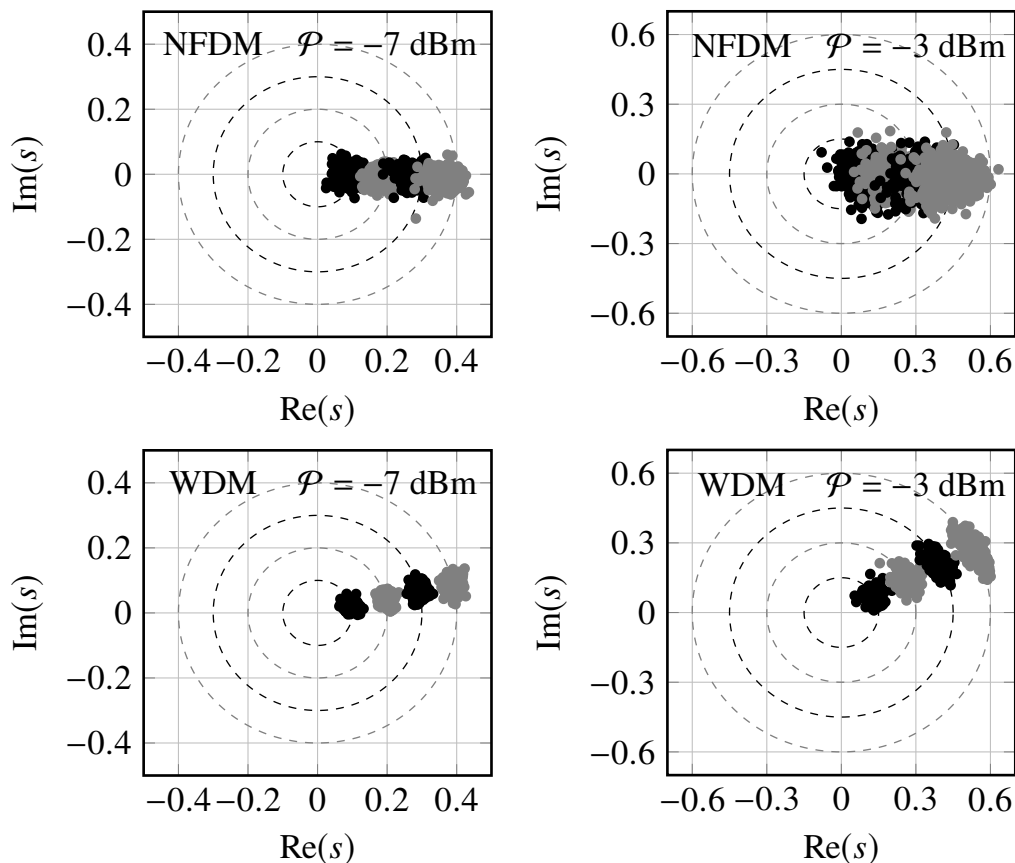 NFDM 𝒫 = −7 dBm
0.4
0.2
0
−0.2
−0.4
Im(s)
−0.4 −0.2 0 0.2 0.4
Re(s)
NFDM 𝒫 = −3 dBm
0.6
0.3
0
−0.3
−0.6
Im(s)
−0.6 −0.3 0 0.3 0.6
Re(s)
WDM 𝒫 = −7 dBm
0.4
0.2
0
−0.2
−0.4
Im(s)
−0.4 −0.2 0 0.2 0.4
Re(s)
WDM 𝒫 = −3 dBm
0.6
0.3
0
−0.3
−0.6
Im(s)
−0.6 −0.3 0 0.3 0.6
Re(s)